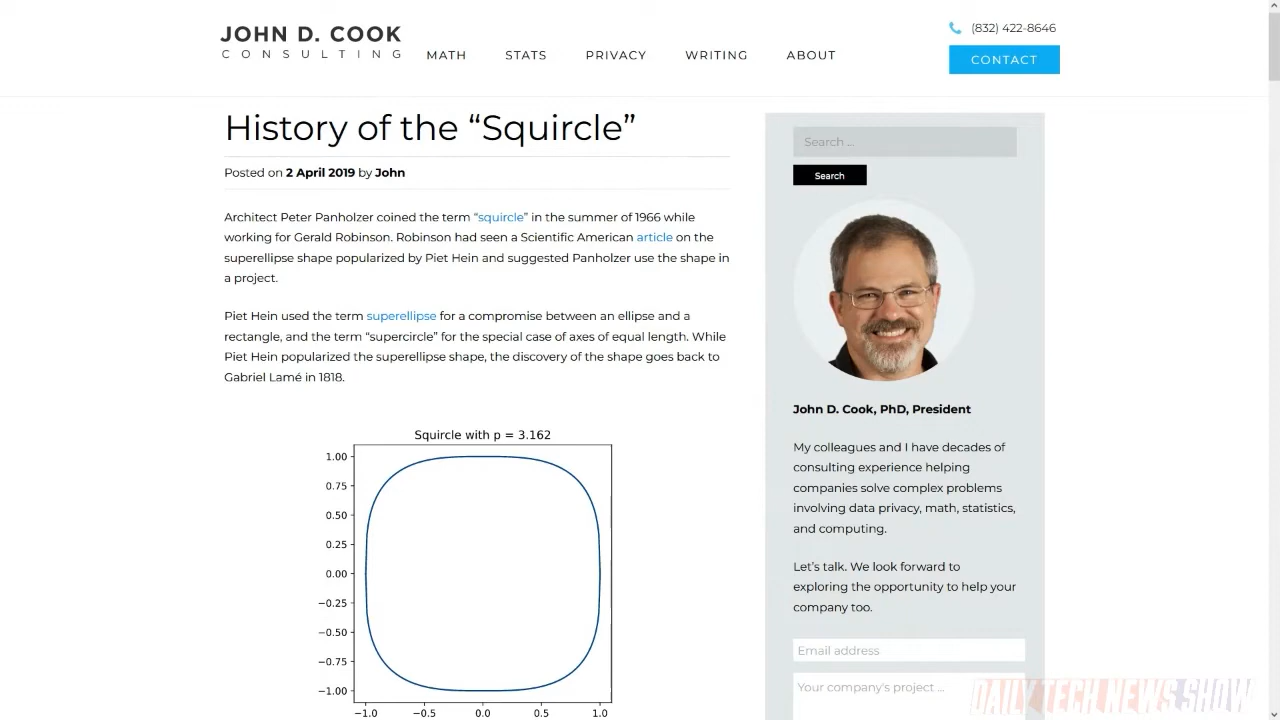 JOHN D. COOK
CONSULTING
MATH
STATS
PRIVACY
WRITING
ABOUT
(832) 422-8646
CONTACT
History of the “Squircle”
Posted on 2 April 2019 by John
Architect Peter Panholzer coined the term “squircle” in the summer of 1966 while
working for Gerald Robinson. Robinson had seen a Scientific American article on the
superellipse shape popularized by Piet Hein and suggested Panholzer use the shape in
a project.
Piet Hein used the term superellipse for a compromise between an ellipse and a
rectangle, and the term “supercircle” for the special case of axes of equal length. While
Piet Hein popularized the superellipse shape, the discovery of the shape goes back to
Gabriel Lamé in 1818.
Squircle with p = 3.162
1.00
0.75
0.50
0.25
0.00
−0.25
−0.50
−0.75
−1.00
−1.0 −0.5 0.0 0.5 1.0
Search ...
Search
John D. Cook, PhD, President
My colleagues and I have decades of
consulting experience helping
companies solve complex problems
involving data privacy, math, statistics,
and computing.
Let’s talk. We look forward to
exploring the opportunity to help your
company too.
Email address
Your company's project ...
DAILY TECH NEWS SHOW